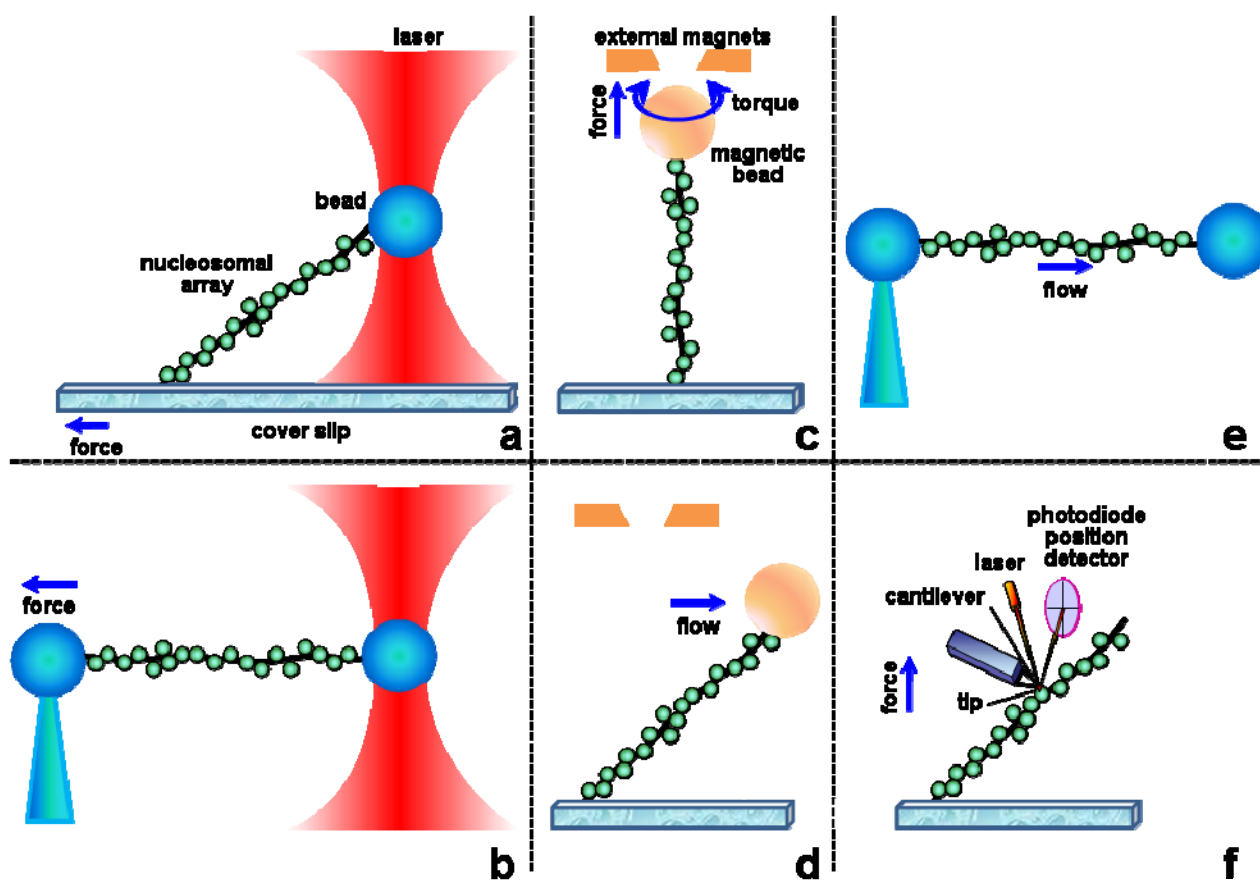 laser
bead
nucleosomal
array
cover slip
force
a
external magnets
force
torque
magnetic
bead
c
flow
e
force
b
flow
d
photodiode
position
detector
laser
cantilever
force
tip
f